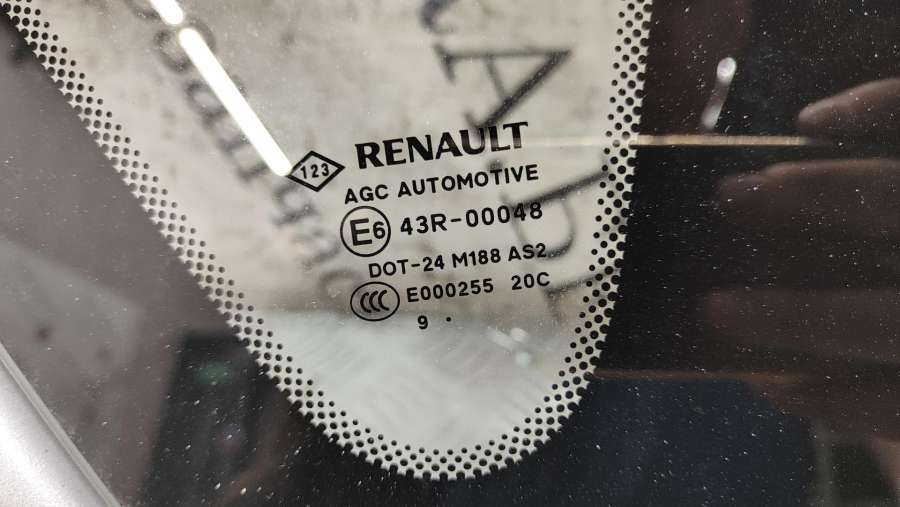 RENAULT
123
AGC AUTOMOTIVE
E6 43R-00048
DOT-24 M188 AS2
CCC E000255 20C
9 .